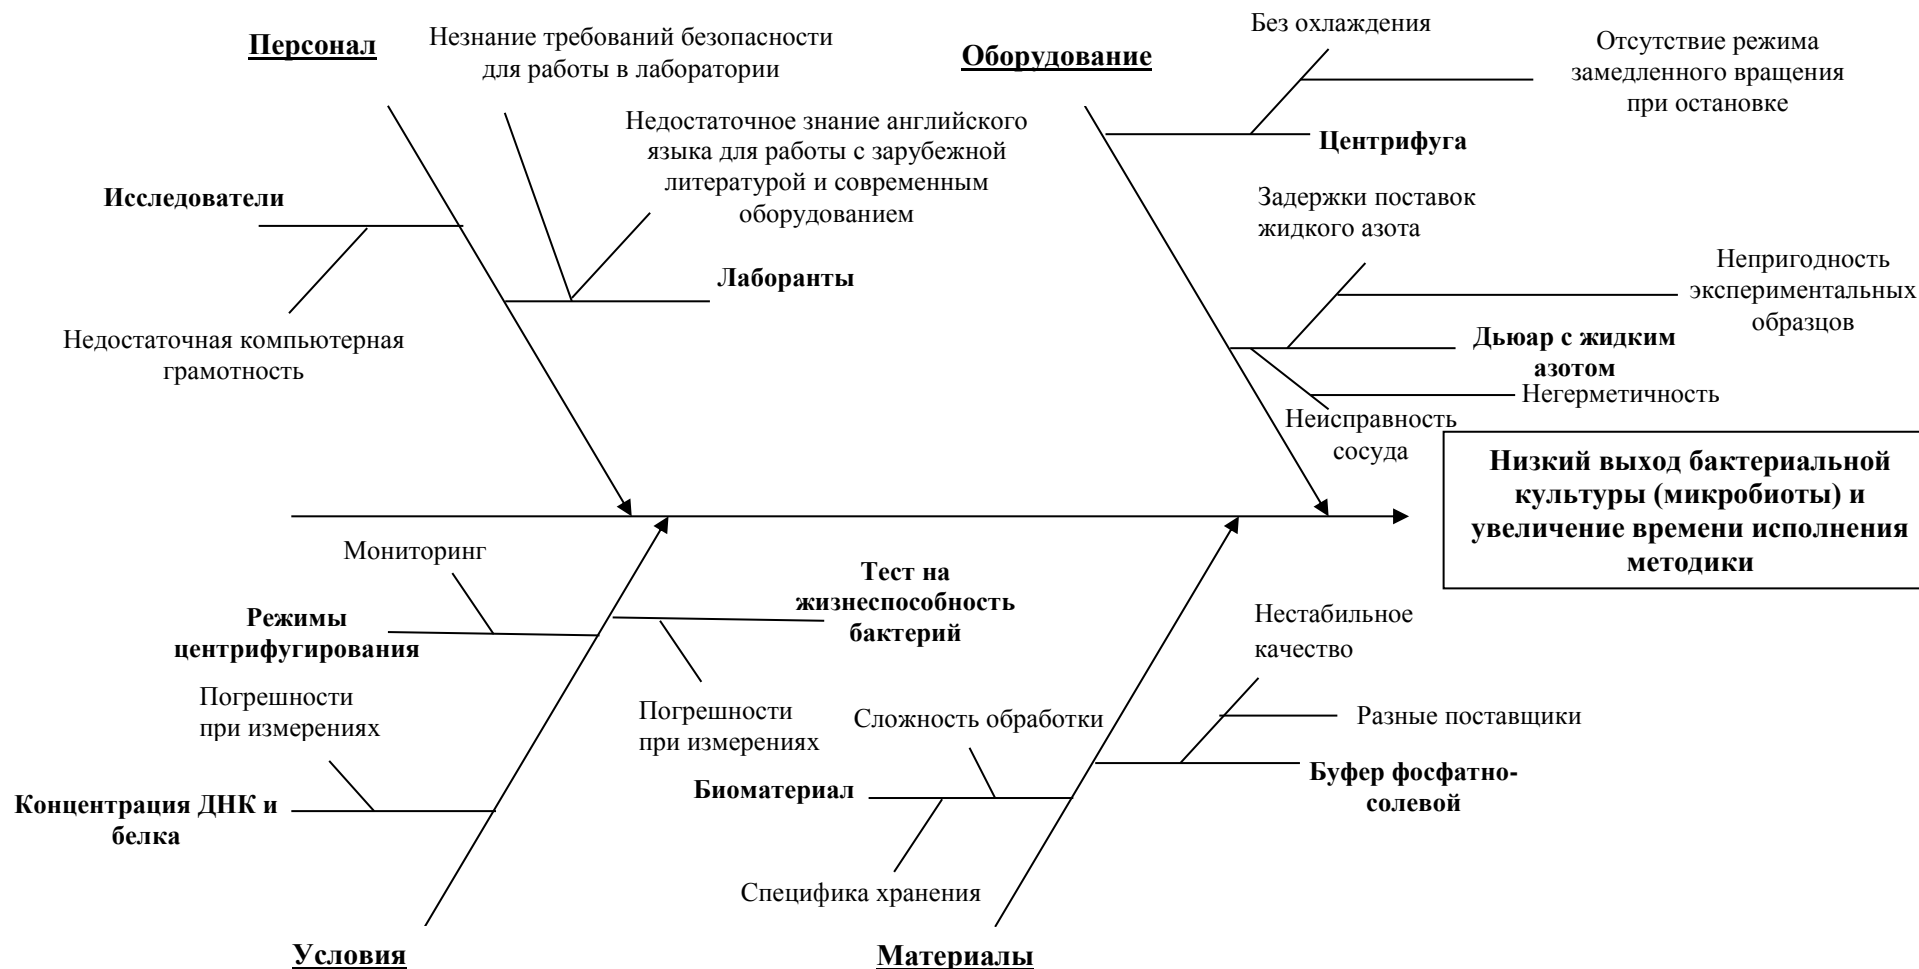 Персонал
Незнание требований безопасности
для работы в лаборатории
Недостаточное знание английского
языка для работы с зарубежной
литературой и современным
оборудованием
Исследователи
Лаборанты
Недостаточная компьютерная
грамотность
Оборудование
Без охлаждения
Отсутствие режима
замедленного вращения
при остановке
Центрифуга
Задержки поставок
жидкого азота
Непригодность
экспериментальных
образцов
Дьюар с жидким
азотом
Негерметичность
Неисправность
сосуда
Низкий выход бактериальной
культуры (микробиоты) и
увеличение времени исполнения
методики
Мониторинг
Режимы
центрифугирования
Тест на
жизнеспособность
бактерий
Погрешности
при измерениях
Концентрация ДНК и
белка
Погрешности
при измерениях
Условия
Нестабильное
качество
Сложность обработки
Разные поставщики
Биоматериал
Буфер фосфатно-
солевой
Специфика хранения
Материалы